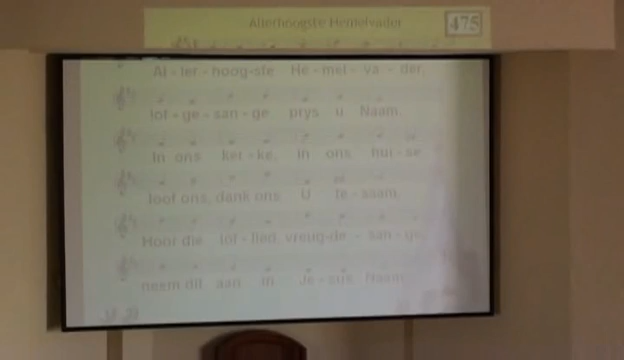 Allerhoogste Hemelvader 475
Al - ler - hoog - ste He - mel - va - der,
lof - ge - san - ge prys u Naam.
In ons ker - ke, in ons hui - se
loof ons, dank ons U te - saam.
Hoor die lof - lied, vreug - de - san - ge,
neem dit aan in Je - sus Naam.